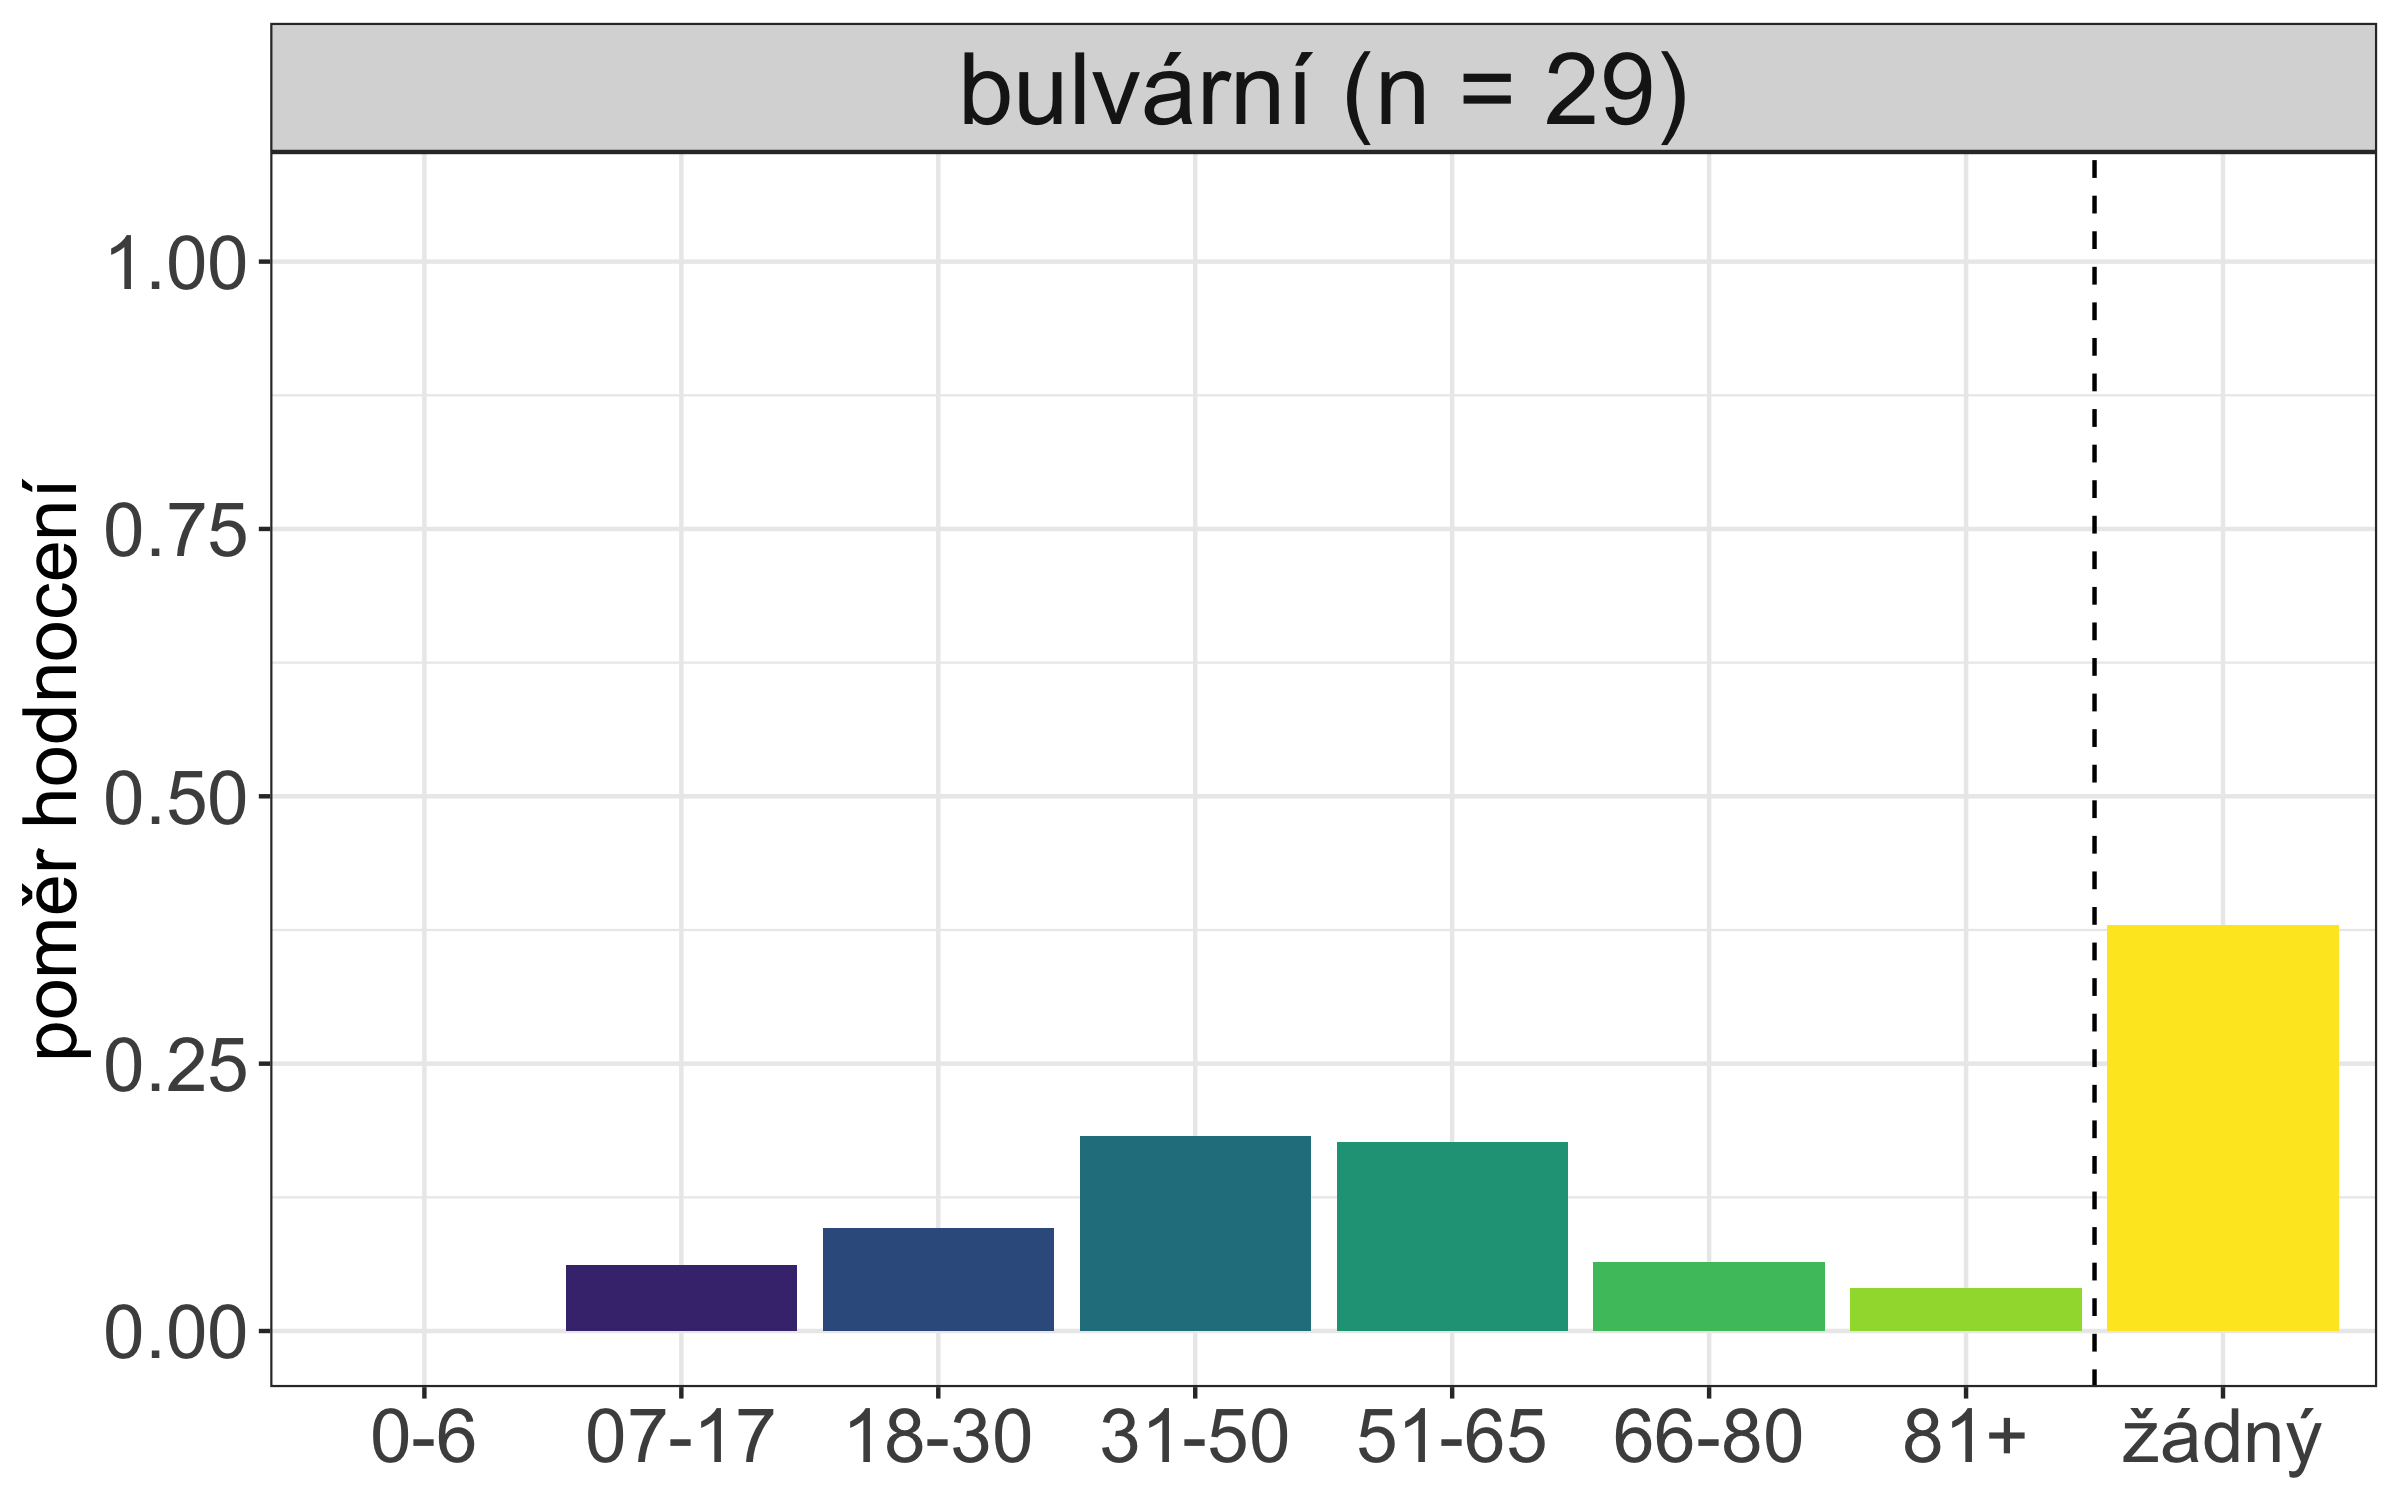 bulvární (n = 29)
poměr hodnocení
1.00
0.75
0.50
0.25
0.00
0-6 07-17 18-30 31-50 51-65 66-80 81+ žádný